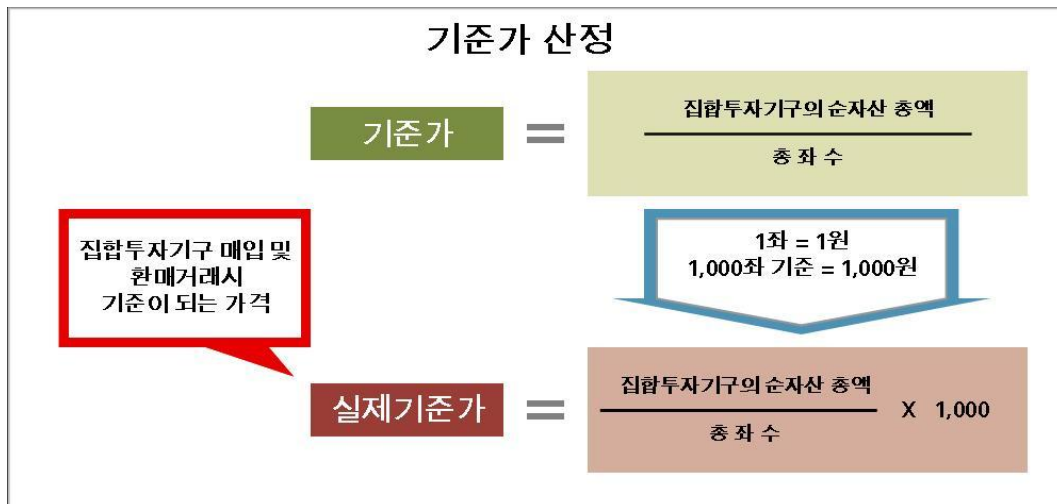 기준가 산정
기준가
=
집합투자기구의 순자산 총액
총 좌 수
1좌 = 1원
1,000좌 기준 = 1,000원
집합투자기구 매입 및
환매거래시
기준이 되는 가격
실제기준가
=
집합투자기구의 순자산 총액
총 좌 수
X 1,000